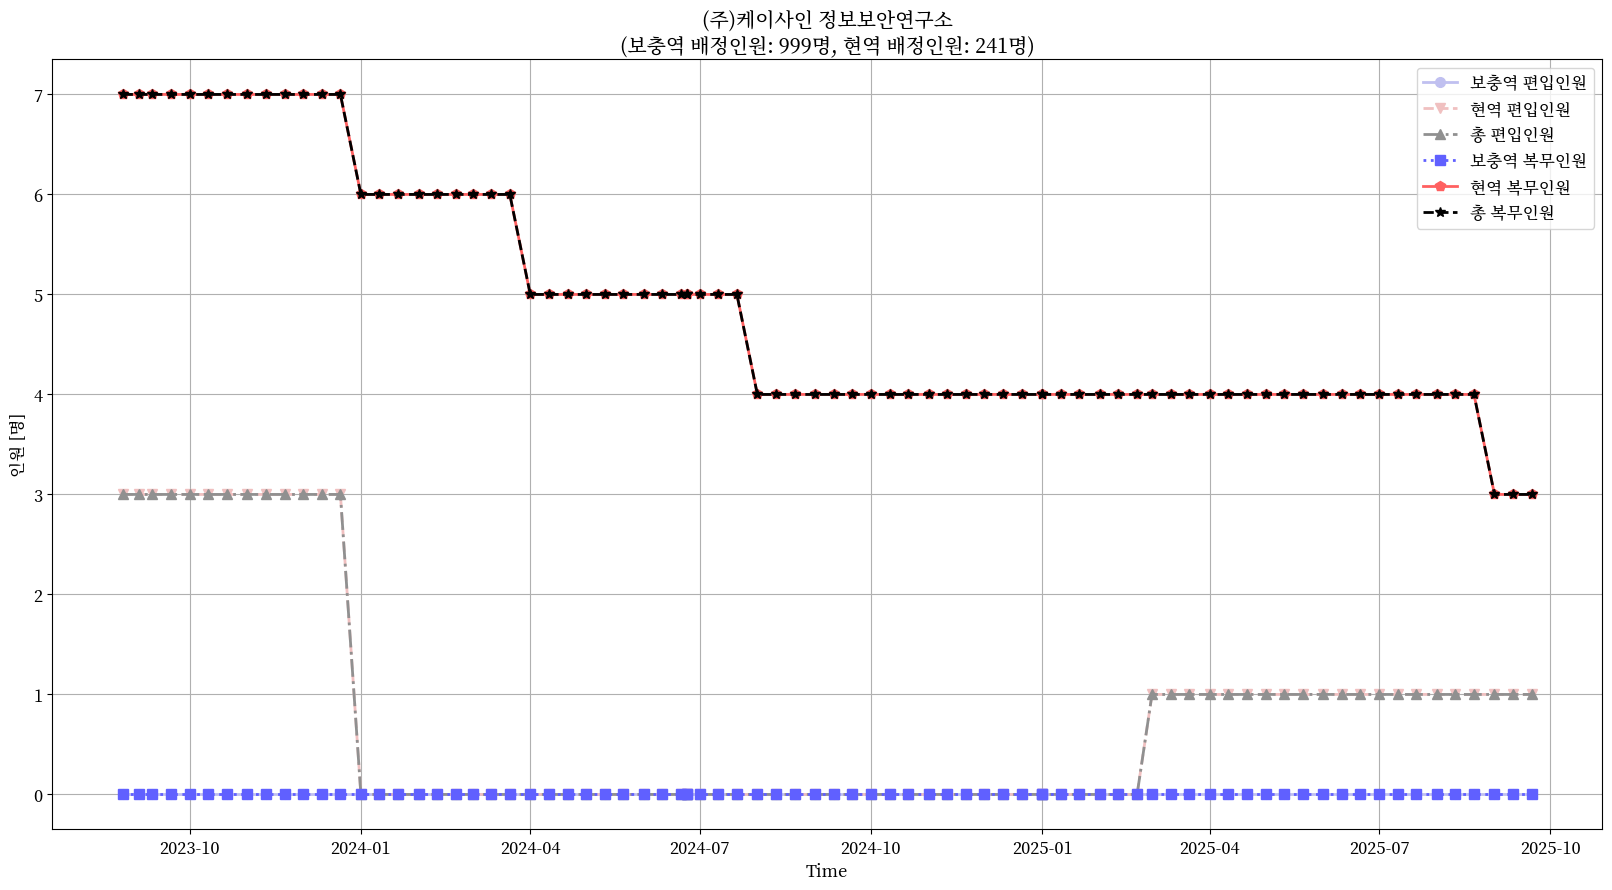 (주)케이사인 정보보안연구소
(보충역 배정인원: 999명, 현역 배정인원: 241명)
보충역 편입인원
현역 편입인원
총 편입인원
보충역 복무인원
현역 복무인원
총 복무인원
인원 [명]
7
6
5
4
3
2
1
0
2023-10
2024-01
2024-04
2024-07
2024-10
2025-01
2025-04
2025-07
2025-10
Time